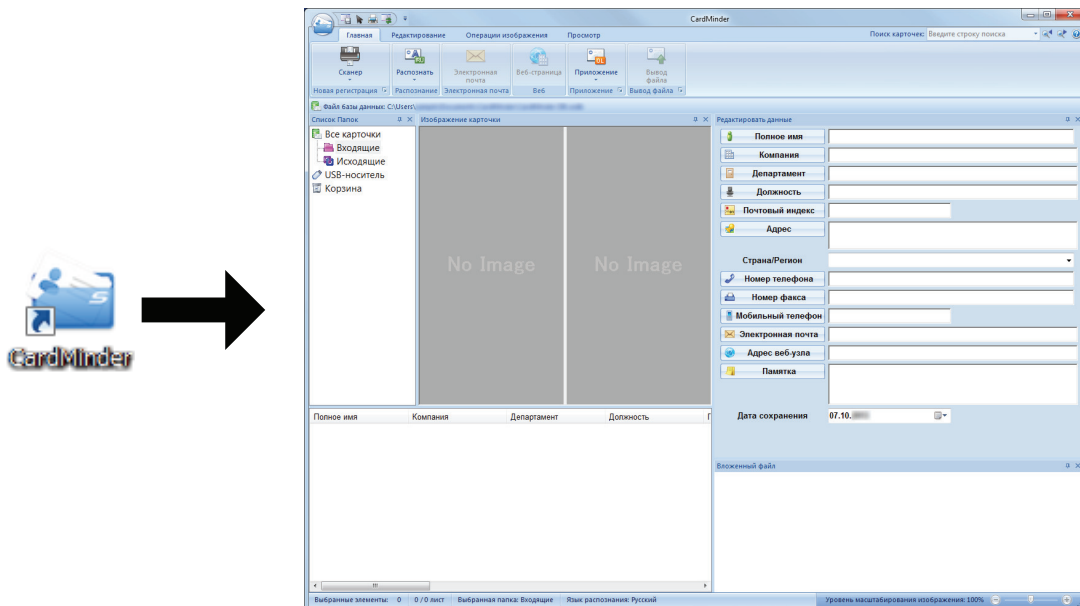 CardMinder
CardMinder
Главная Редактирование Операции изображения Просмотр
Поиск карточек: Введите строку поиска
Сканер
Распознать
Электронная почта
Веб-страница
Приложение
Вывод файла
Новая регистрация
Распознание
Электронная почта
Веб
Приложение
Вывод файла
Файл базы данных: C:\Users\
Список Папок
Изображение карточки
Редактировать данные
Все карточки
Входящие
Исходящие
USB-носитель
Корзина
No Image
No Image
Полное имя
Компания
Департамент
Должность
Почтовый индекс
Адрес
Страна/Регион
Номер телефона
Номер факса
Мобильный телефон
Электронная почта
Адрес веб-узла
Памятка
Дата сохранения 07.10.
Полное имя Компания Департамент Должность
Вложенный файл
Выбранные элементы: 0 0 / 0 лист Выбранная папка: Входящие Язык распознавания: Русский
Уровень масштабирования изображения: 100%